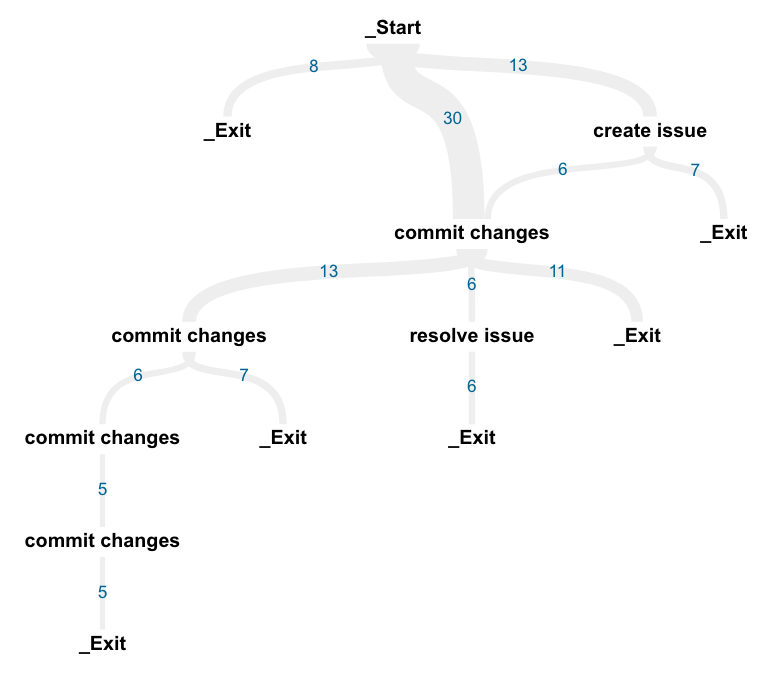 _Start
8
13
30
_Exit
create issue
6
7
commit changes
_Exit
13
6
11
commit changes
resolve issue
_Exit
6
7
6
commit changes
_Exit
_Exit
5
commit changes
5
_Exit